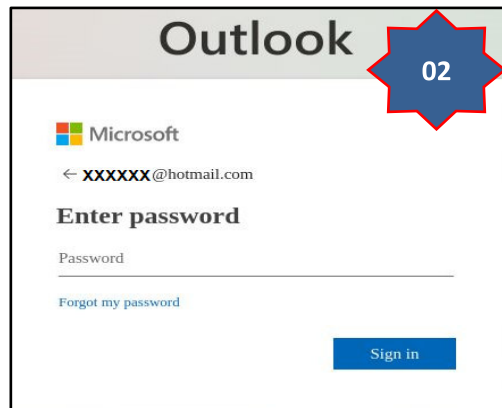 Outlook
02
Microsoft
← XXXXXX@hotmail.com
Enter password
Password
Forgot my password
Sign in